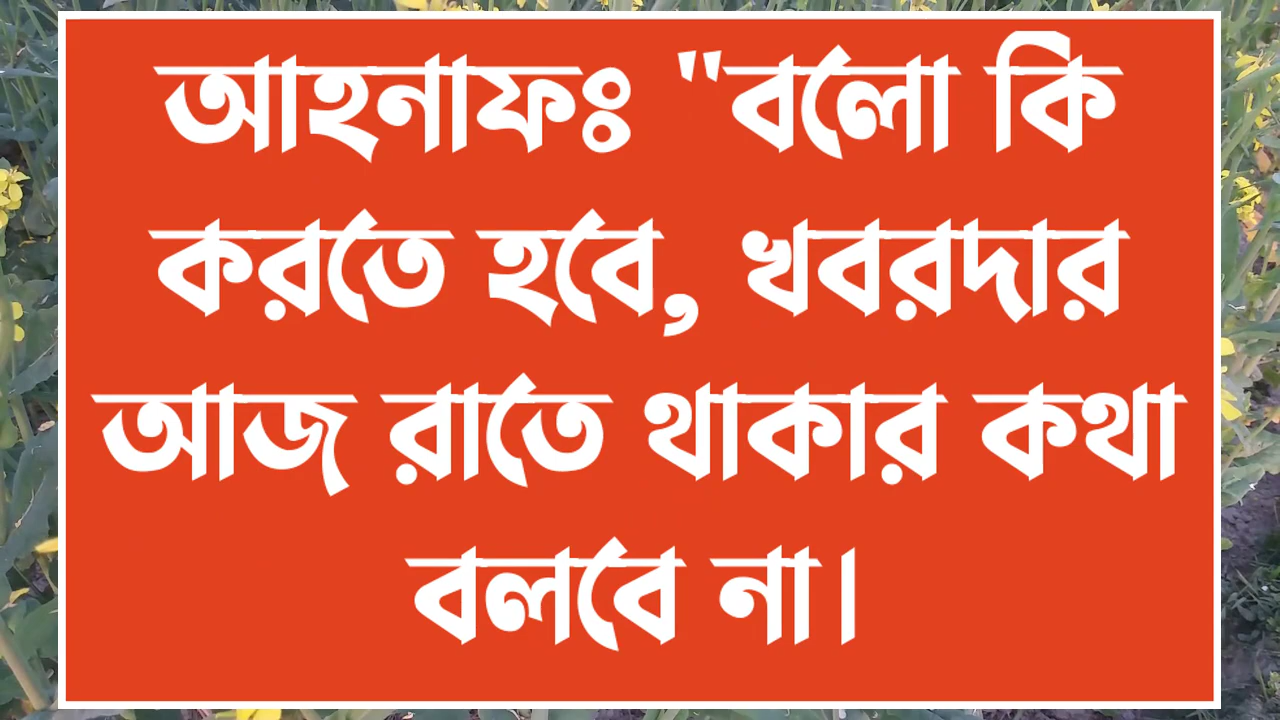 আহনাফঃ "বলো কি
করতে হবে, খবরদার
আজ রাতে থাকার কথা
বলবে না।